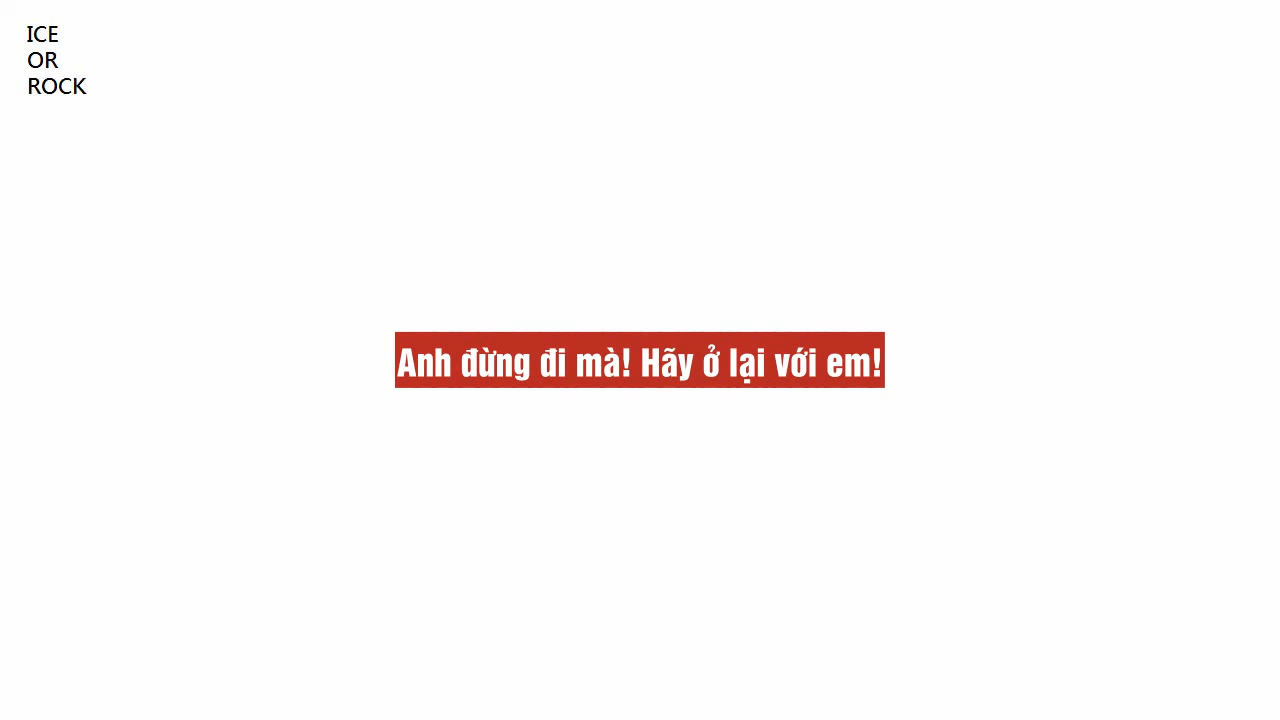 ICE
OR
ROCK
Anh đừng đi mà! Hãy ở lại với em!